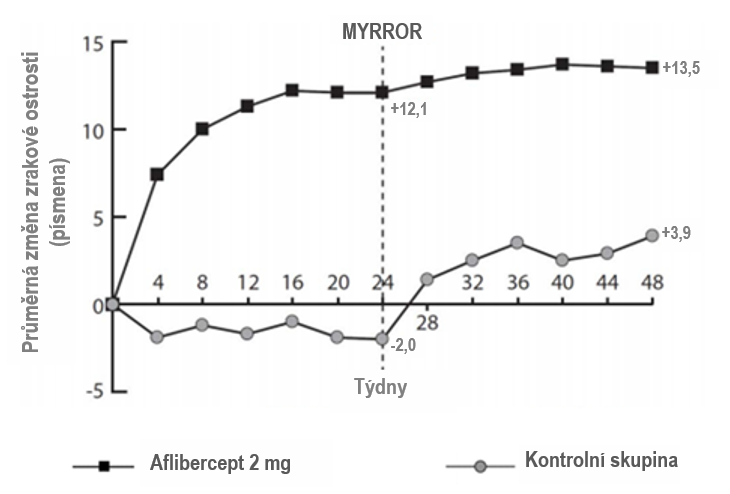 MYRROR
Průměrná změna zrakové ostrosti
(písmena)
15
10
5
0
-5
+13,5
+12,1
+3,9
-2,0
4 8 12 16 20 24 32 36 40 44 48
28
Týdny
Aflibercept 2 mg
Kontrolní skupina